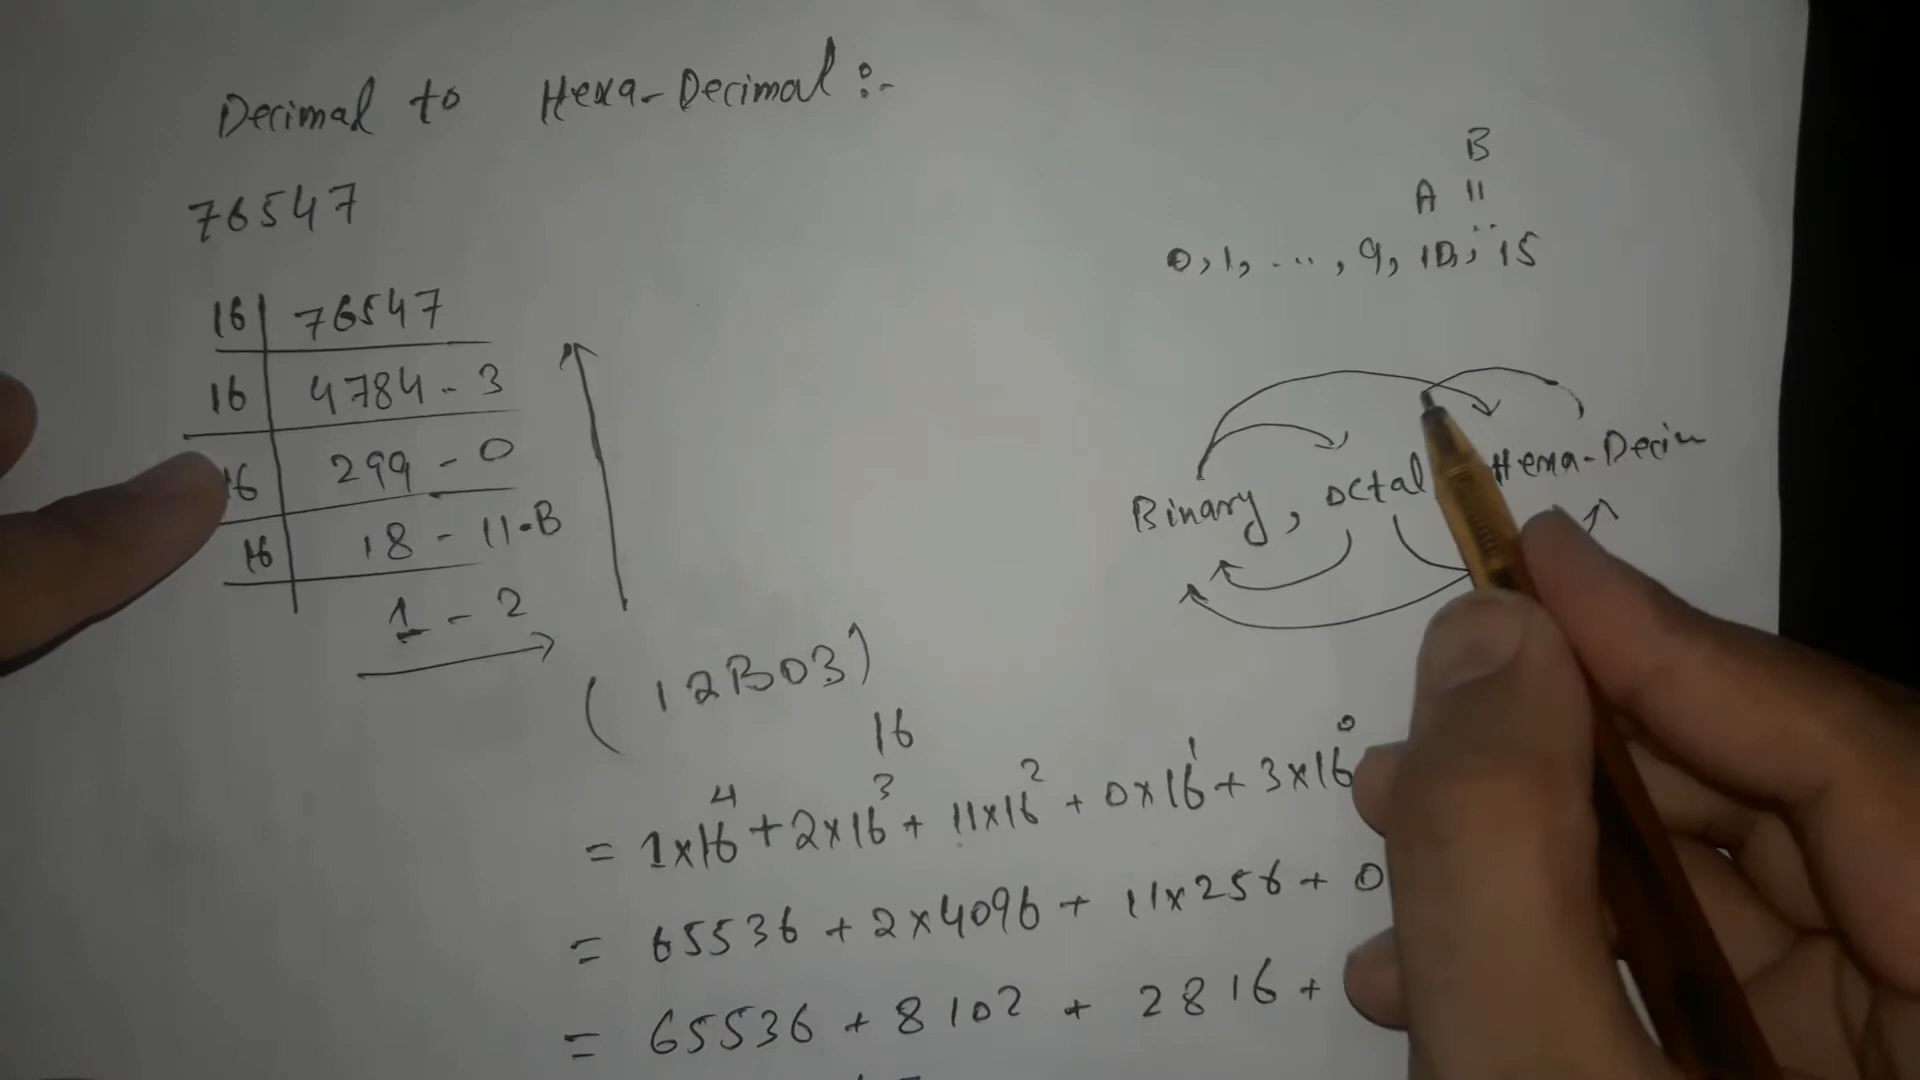 Decimal to Hexa-Decimal :-
76547
16 76547
16 4784 - 3
16 299 - 0
16 18 - 11-B
1 - 2
B
A 11
0, 1, ..., 9, 10, .. 15
Binary, octal Hexa-Decim
(12B03)16
= 1x16^4 + 2x16^3 + 11x16^2 + 0x16^1 + 3x16^0
= 65536 + 2x4096 + 11x256 + 0
= 65536 + 8102 + 2816 +